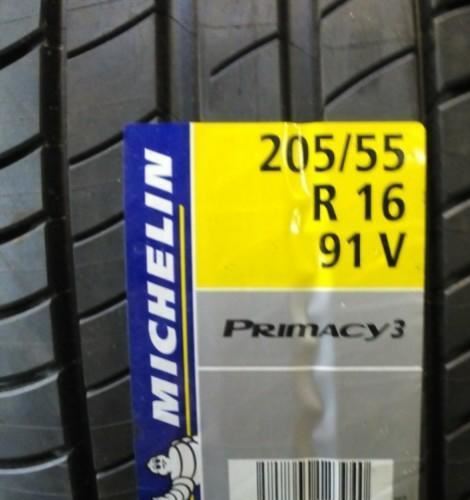 205/55
R 16
91 V
MICHELIN
PRIMACY3